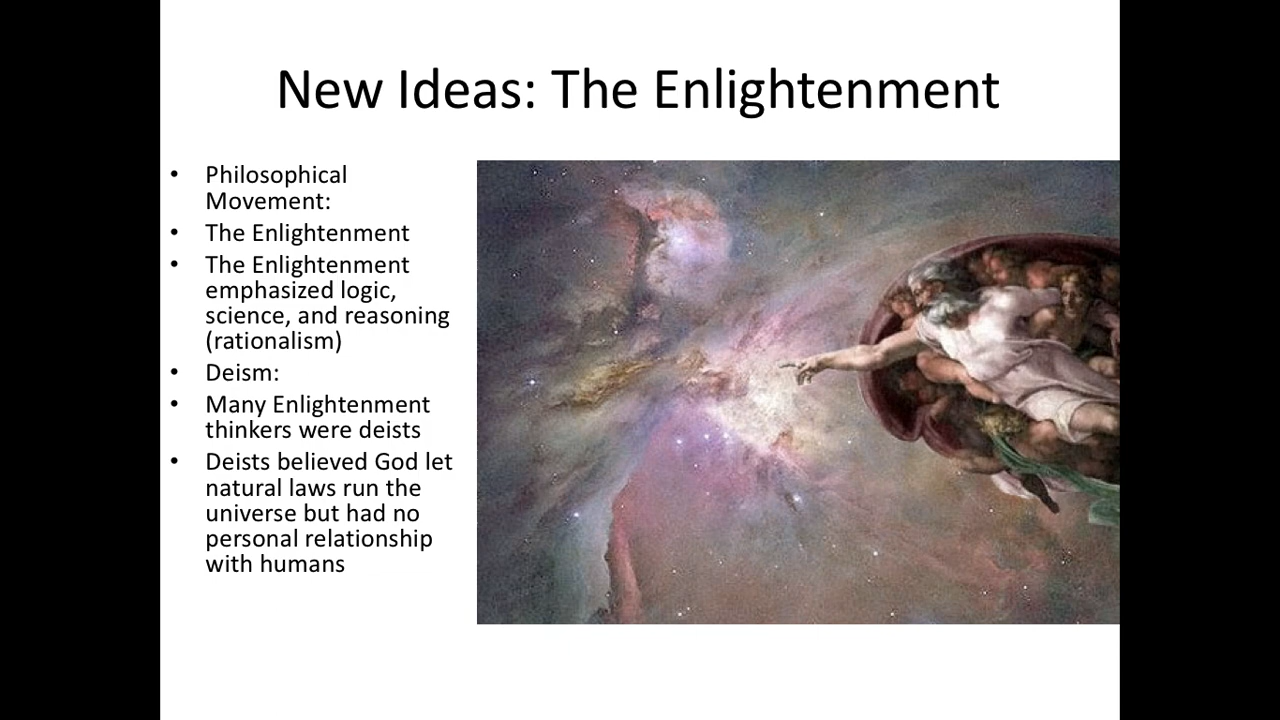 New Ideas: The Enlightenment
• Philosophical
Movement:
• The Enlightenment
• The Enlightenment
emphasized logic,
science, and reasoning
(rationalism)
• Deism:
• Many Enlightenment
thinkers were deists
• Deists believed God let
natural laws run the
universe but had no
personal relationship
with humans